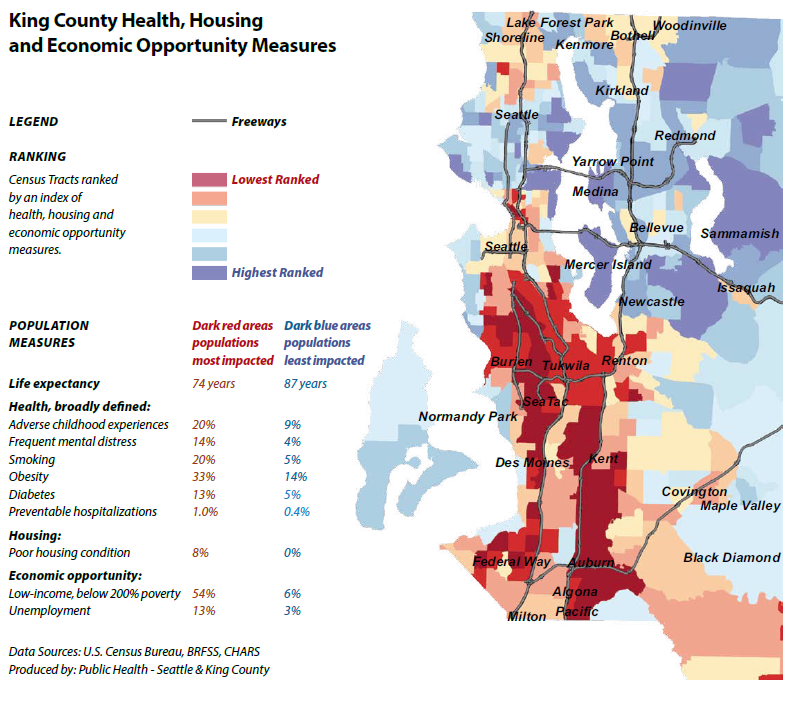 King County Health, Housing
and Economic Opportunity Measures
LEGEND
Freeways
RANKING
Census Tracts ranked
by an index of
health, housing and
economic opportunity
measures.
Lowest Ranked
Highest Ranked
POPULATION
MEASURES
Dark red areas
populations
most impacted
Dark blue areas
populations
least impacted
Life expectancy 74 years 87 years
Health, broadly defined:
Adverse childhood experiences 20% 9%
Frequent mental distress 14% 4%
Smoking 20% 5%
Obesity 33% 14%
Diabetes 13% 5%
Preventable hospitalizations 1.0% 0.4%
Housing:
Poor housing condition 8% 0%
Economic opportunity:
Low-income, below 200% poverty 54% 6%
Unemployment 13% 3%
Data Sources: U.S. Census Bureau, BRFSS, CHARS
Produced by: Public Health - Seattle & King County
Lake Forest Park
Woodinville
Shoreline
Bothell
Kenmore
Kirkland
Seattle
Redmond
Yarrow Point
Medina
Bellevue
Sammamish
Seattle
Mercer Island
Issaquah
Newcastle
Burien
Tukwila
Renton
SeaTac
Normandy Park
Des Moines
Kent
Covington
Maple Valley
Federal Way
Auburn
Black Diamond
Algona
Milton
Pacific